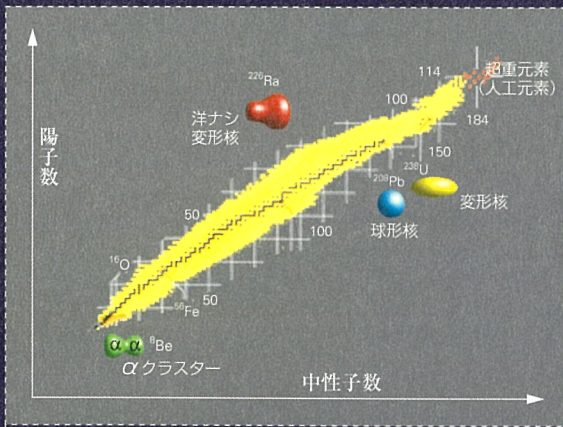 超重元素
(人工元素)
114
226Ra
100
184
洋ナシ
変形核
陽子数
150
238U
208Pb
変形核
50
100
球形核
16O
50
56Fe
αα 8Be
αクラスター
中性子数